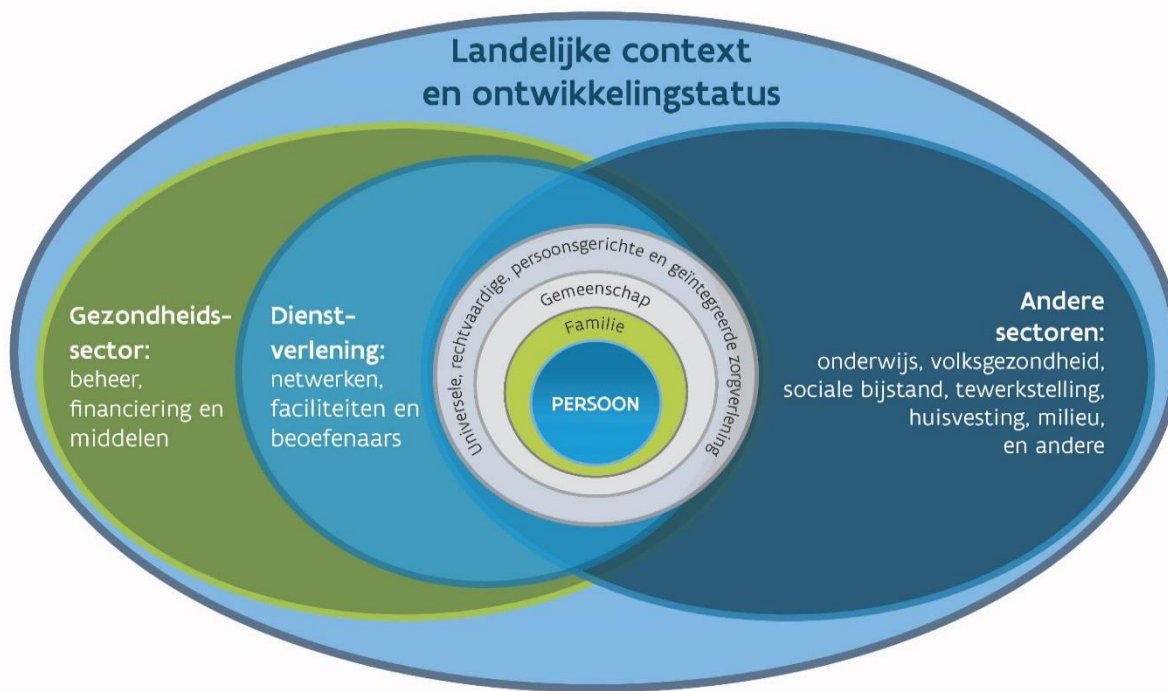 Landelijke context
en ontwikkelingstatus
Gezondheids-
sector:
beheer,
financiering en
middelen
Dienst-
verlening:
netwerken,
faciliteiten en
beoefenaars
Universele, rechtvaardige, persoonsgerichte en geïntegreerde zorgverlening
Gemeenschap
Familie
PERSOON
Andere
sectoren:
onderwijs, volksgezondheid,
sociale bijstand, tewerkstelling,
huisvesting, milieu,
en andere